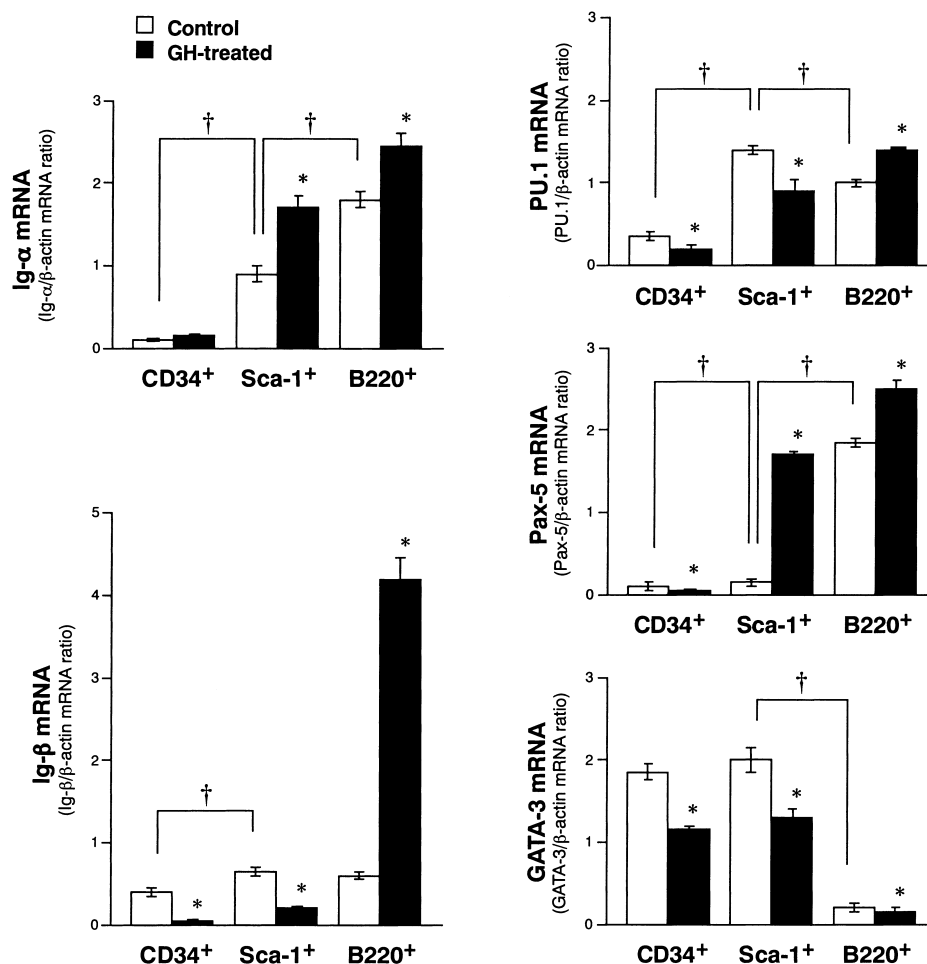 Control
GH-treated
Ig-α mRNA
(Ig-α/β-actin mRNA ratio)
3
2
1
0
†
†
*
*
CD34+
Sca-1+
B220+
Ig-β mRNA
(Ig-β/β-actin mRNA ratio)
5
4
3
2
1
0
†
*
*
*
CD34+
Sca-1+
B220+
PU.1 mRNA
(PU.1/β-actin mRNA ratio)
3
2
1
0
†
†
*
*
*
CD34+
Sca-1+
B220+
Pax-5 mRNA
(Pax-5/β-actin mRNA ratio)
3
2
1
0
†
†
*
*
*
CD34+
Sca-1+
B220+
GATA-3 mRNA
(GATA-3/β-actin mRNA ratio)
3
2
1
0
†
*
*
*
CD34+
Sca-1+
B220+